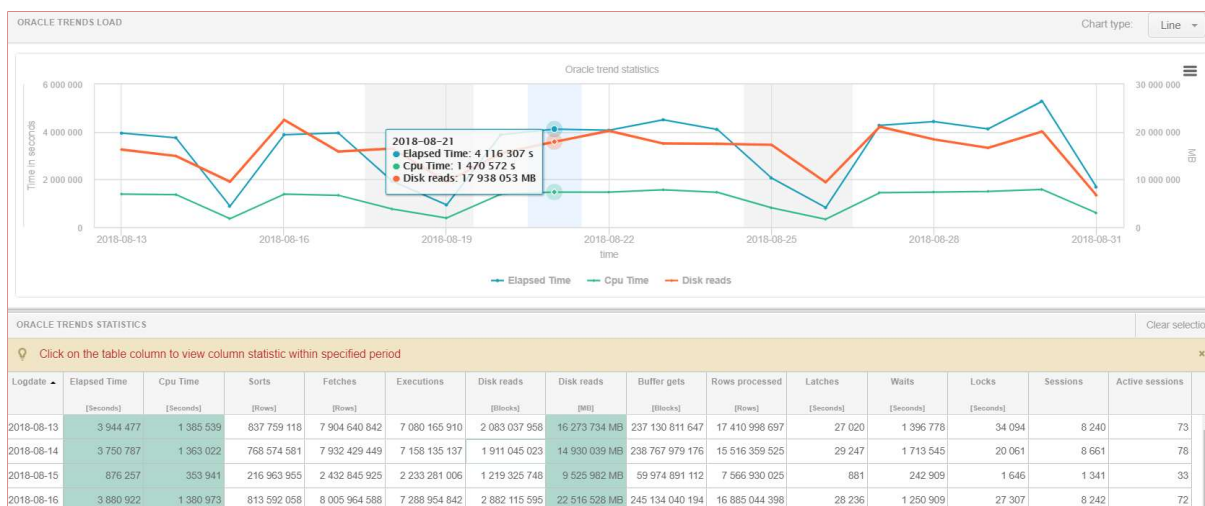 ORACLE TRENDS LOAD
Chart type: Line
Oracle trend statistics
6 000 000
4 000 000
2 000 000
0
Time in seconds
30 000 000
20 000 000
10 000 000
0
MB
2018-08-21
Elapsed Time: 4 116 307 s
Cpu Time: 1 470 572 s
Disk reads: 17 938 053 MB
2018-08-13 2018-08-16 2018-08-19 2018-08-22 2018-08-25 2018-08-28 2018-08-31
time
Elapsed Time Cpu Time Disk reads
ORACLE TRENDS STATISTICS Clear selectio
Click on the table column to view column statistic within specified period
Logdate Elapsed Time Cpu Time Sorts Fetches Executions Disk reads Disk reads Buffer gets Rows processed Latches Waits Locks Sessions Active sessions
[Seconds] [Seconds] [Rows] [Rows] [Blocks] [MB] [Blocks] [Rows] [Seconds] [Seconds] [Seconds]
2018-08-13 3 944 477 1 385 539 837 759 118 7 904 640 842 7 080 165 910 2 083 037 958 16 273 734 MB 237 130 811 647 17 410 998 697 27 020 1 396 778 34 094 8 240 73
2018-08-14 3 750 787 1 363 022 768 574 581 7 932 429 449 7 158 135 137 1 911 045 023 14 930 039 MB 238 767 979 176 15 516 359 525 29 247 1 713 545 20 061 8 661 78
2018-08-15 876 257 353 941 216 963 955 2 432 845 925 2 233 281 006 1 219 325 748 9 525 982 MB 59 974 891 112 7 566 930 025 881 242 909 1 646 1 341 33
2018-08-16 3 880 922 1 380 973 813 592 058 8 005 964 588 7 288 954 842 2 882 115 595 22 516 528 MB 245 134 040 194 16 885 044 398 28 236 1 250 909 27 307 8 242 72